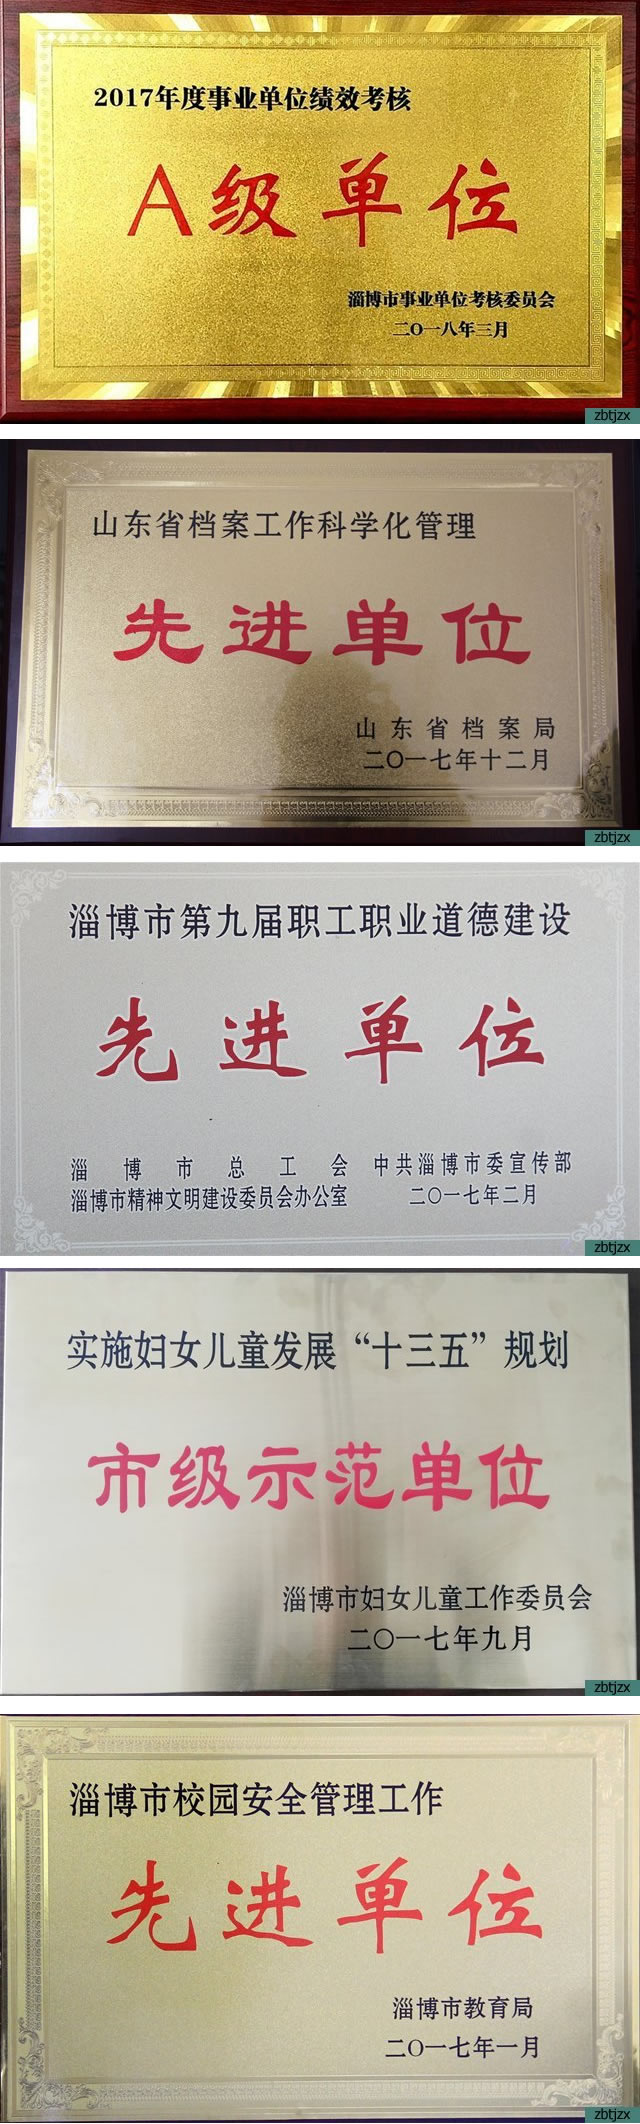 2017年度事业单位绩效考核
A级单位
淄博市事业单位考核委员会
二〇一八年三月
zbtjzx
山东省档案工作科学化管理
先进单位
山东省档案局
二〇一七年十二月
zbtjzx
淄博市第九届职工职业道德建设
先进单位
淄博市总工会 中共淄博市委宣传部
淄博市精神文明建设委员会办公室 二〇一七年二月
zbtjzx
实施妇女儿童发展“十三五”规划
市级示范单位
淄博市妇女儿童工作委员会
二〇一七年九月
zbtjzx
淄博市校园安全管理工作
先进单位
淄博市教育局
二〇一七年一月
zbtjzx